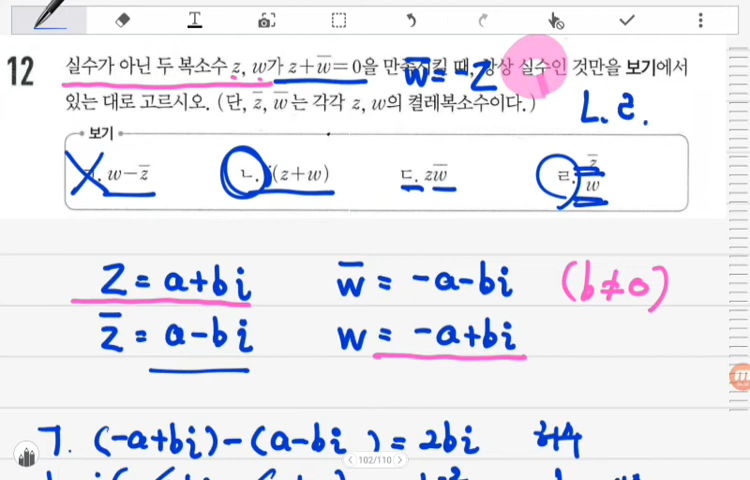 12 실수가 아닌 두 복소수 z, w가 z+w̅=0을 만족시킬 때, 항상 실수인 것만을 보기에서
w̅=-z
있는 대로 고르시오. (단, z̅, w̅는 각각 z, w의 켤레복소수이다.)
ㄴ, ㄹ.
보기
w-z̅ ㄴ. i(z+w) ㄷ. zw̅ ㄹ. z̅/w
z = a+bi w̅ = -a-bi (b≠0)
z̅ = a-bi w = -a+bi
ㄱ. (-a+bi)-(a-bi) = 2bi 허수
102/110